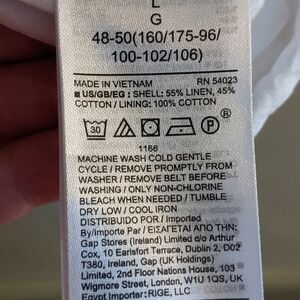 L
G
48-50(160/175-96/
100-102/106)
MADE IN VIETNAM RN 54023
■ US/GB/EG : SHELL: 55% LINEN, 45%
COTTON / LINING: 100% COTTON
30 P
1166
MACHINE WASH COLD GENTLE
CYCLE / REMOVE PROMPTLY FROM
WASHER / REMOVE BELT BEFORE
WASHING / ONLY NON-CHLORINE
BLEACH WHEN NEEDED / TUMBLE
DRY LOW / COOL IRON
DISTRIBUIDO POR / Imported
By/Importe Par / ΕΙΣΑΓΕΤΑΙ ΑΠΟ ΤΗΝ:
Gap Stores (Ireland) Limited c/o Arthur
Cox, 10 Earlsfort Terrace, Dublin 2, D02
T380, Ireland, Gap (UK Holdings)
Limited, 2nd Floor Nations House, 103
Wigmore Street, London, W1U 1QS, UK
Egypt Importer: RIGE, LLC